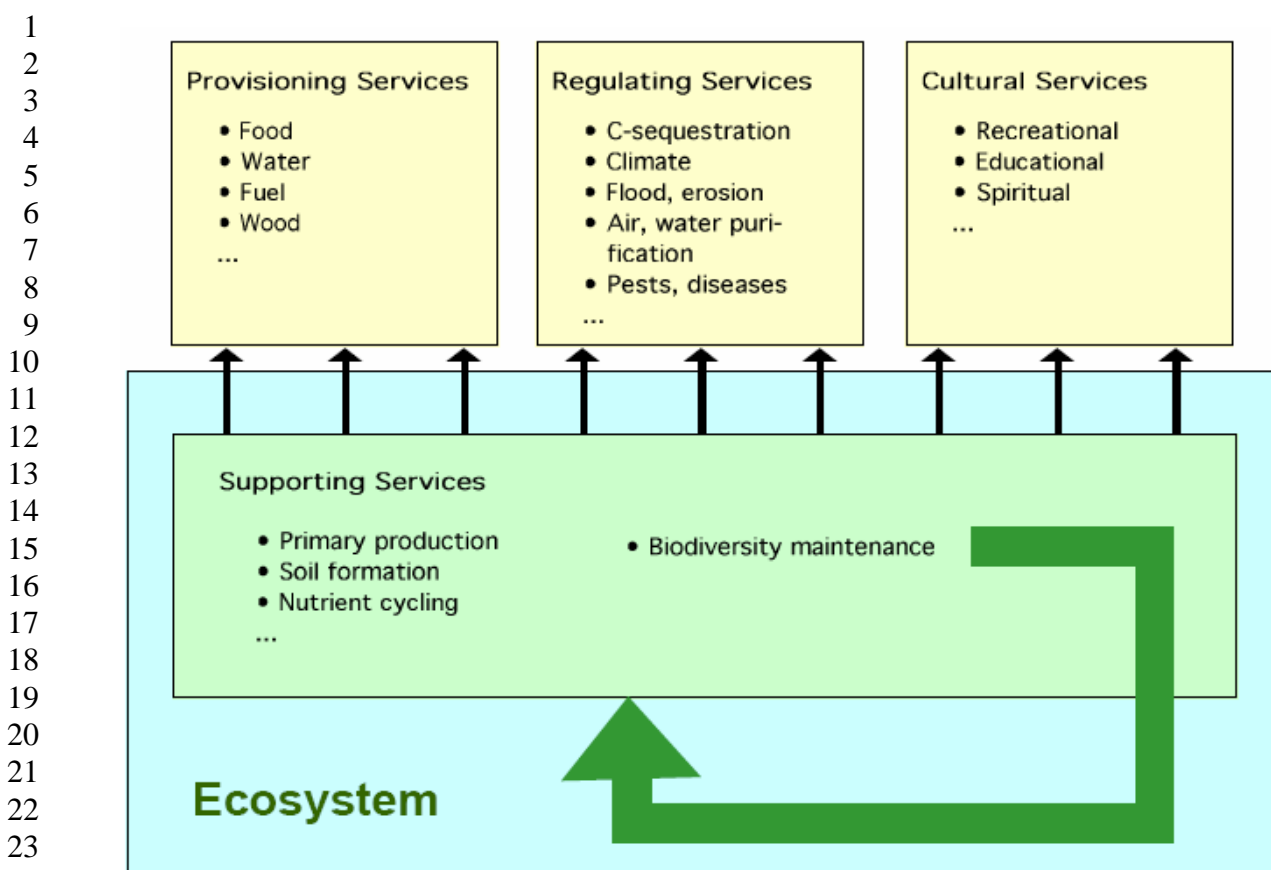 1
2
3
4
5
6
7
8
9
10
11
12
13
14
15
16
17
18
19
20
21
22
23
Provisioning Services
• Food
• Water
• Fuel
• Wood
...
Regulating Services
• C-sequestration
• Climate
• Flood, erosion
• Air, water puri-
fication
• Pests, diseases
...
Cultural Services
• Recreational
• Educational
• Spiritual
...
Supporting Services
• Primary production
• Soil formation
• Nutrient cycling
...
• Biodiversity maintenance
Ecosystem